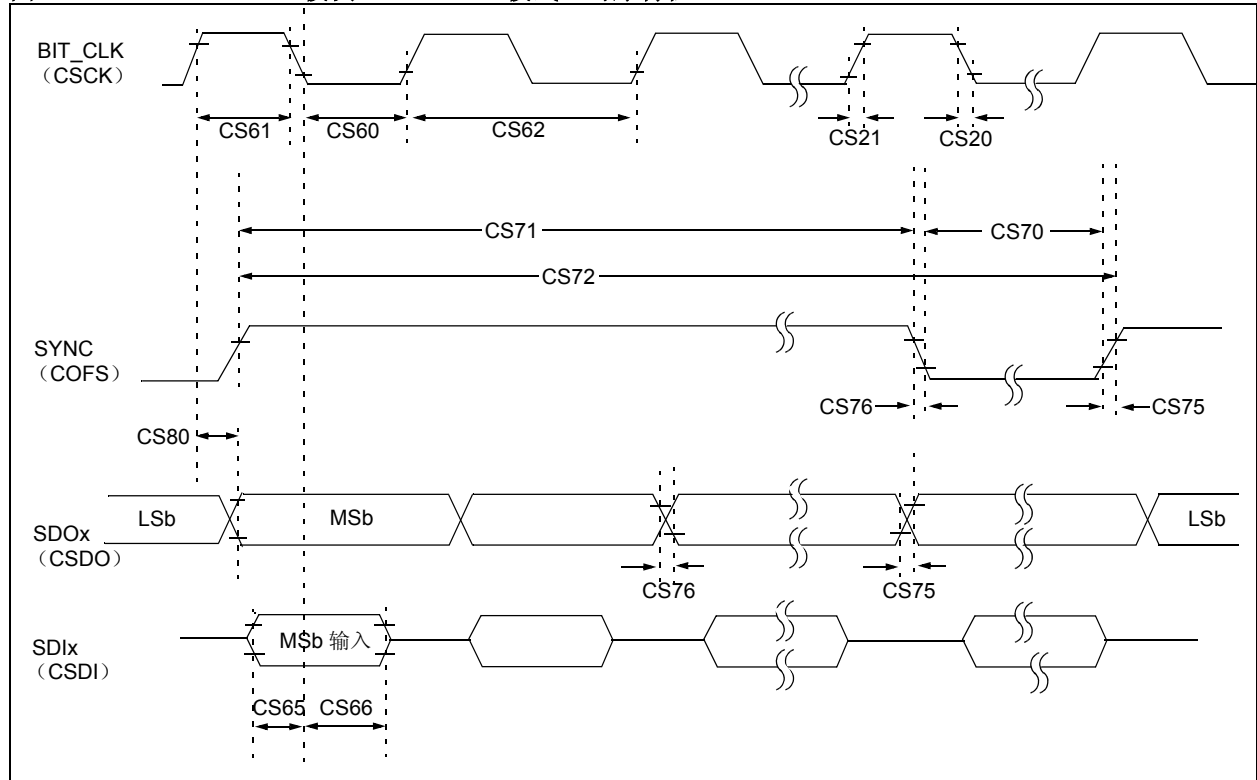 BIT_CLK
（CSCK）
CS61
CS60
CS62
CS21
CS20
CS71
CS70
CS72
SYNC
（COFS）
CS76
CS75
CS80
LSb
MSb
LSb
SDOx
（CSDO）
CS76
CS75
MSb 输入
SDIx
（CSDI）
CS65
CS66